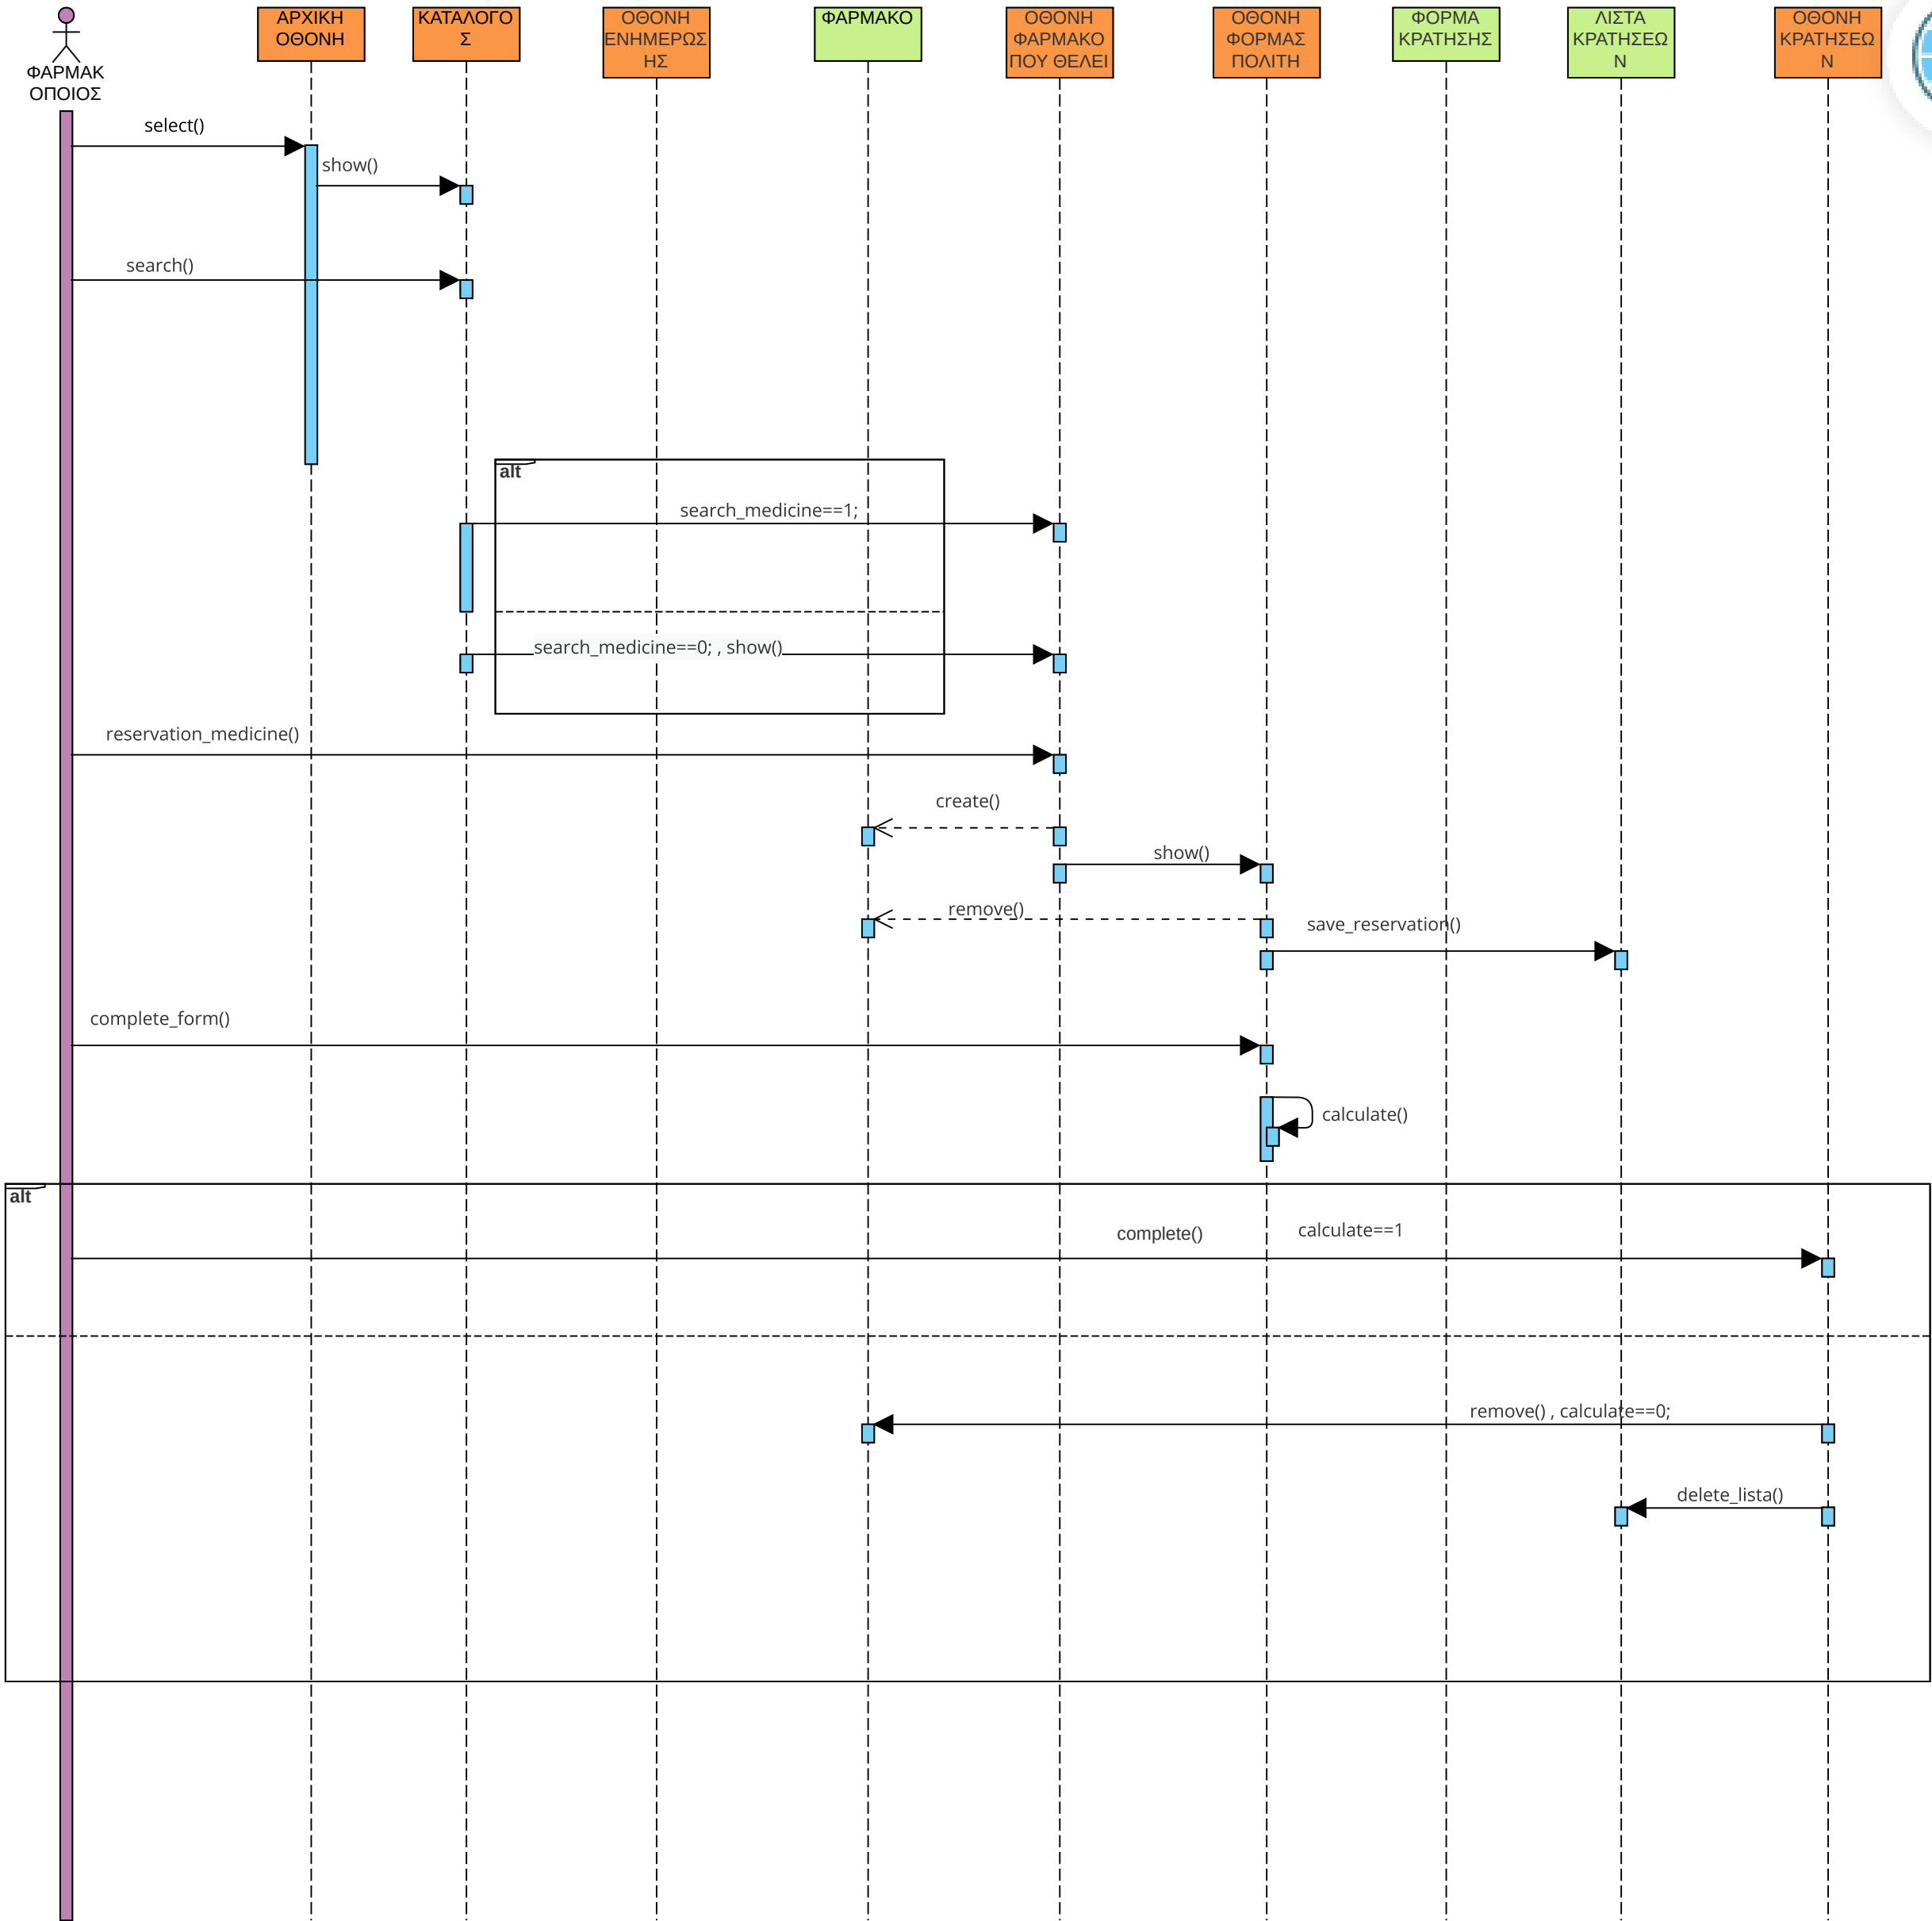 ΦΑΡΜΑΚ
ΟΠΟΙΟΣ
ΑΡΧΙΚΗ
ΟΘΟΝΗ
ΚΑΤΑΛΟΓΟ
Σ
ΟΘΟΝΗ
ΕΝΗΜΕΡΩΣ
ΗΣ
ΦΑΡΜΑΚΟ
ΟΘΟΝΗ
ΦΑΡΜΑΚΟ
ΠΟΥ ΘΕΛΕΙ
ΟΘΟΝΗ
ΦΟΡΜΑΣ
ΠΟΛΙΤΗ
ΦΟΡΜΑ
ΚΡΑΤΗΣΗΣ
ΛΙΣΤΑ
ΚΡΑΤΗΣΕΩ
Ν
ΟΘΟΝΗ
ΚΡΑΤΗΣΕΩ
Ν
select()
show()
search()
alt
search_medicine==1;
search_medicine==0; , show()
reservation_medicine()
create()
show()
remove()
save_reservation()
complete_form()
calculate()
alt
complete()
calculate==1
remove() , calculate==0;
delete_lista()